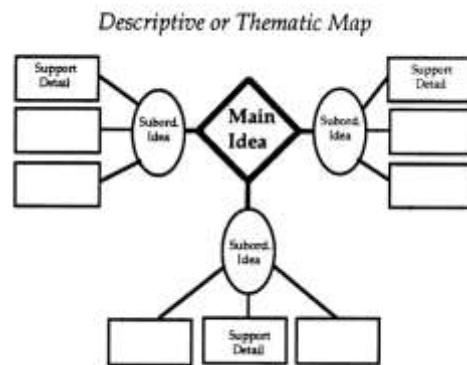 Descriptive or Thematic Map
Support
Detail
Subord.
Idea
Main
Idea
Subord.
Idea
Support
Detail
Subord.
Idea
Support
Detail